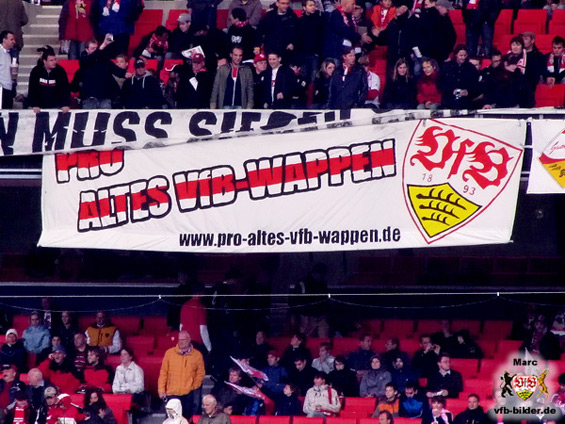 N MUSS SIE
PRO
ALTES VfB-WAPPEN
www.pro-altes-vfb-wappen.de
VfB
18 93
Marc
vfb-bilder.de